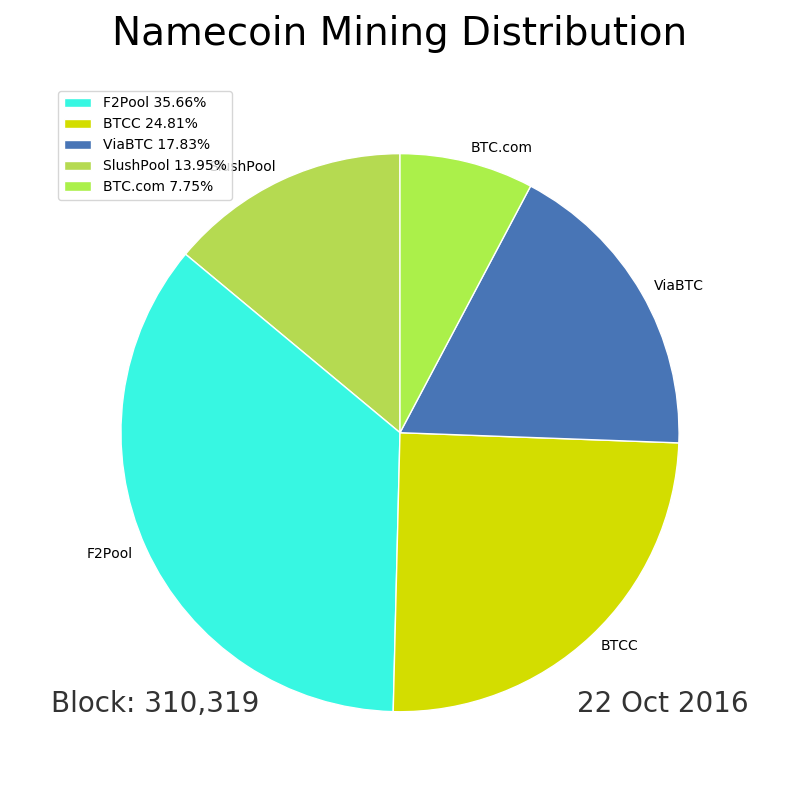 Namecoin Mining Distribution
F2Pool 35.66%
BTCC 24.81%
ViaBTC 17.83%
SlushPool 13.95%
BTC.com 7.75%
SlushPool
BTC.com
ViaBTC
F2Pool
BTCC
Block: 310,319
22 Oct 2016